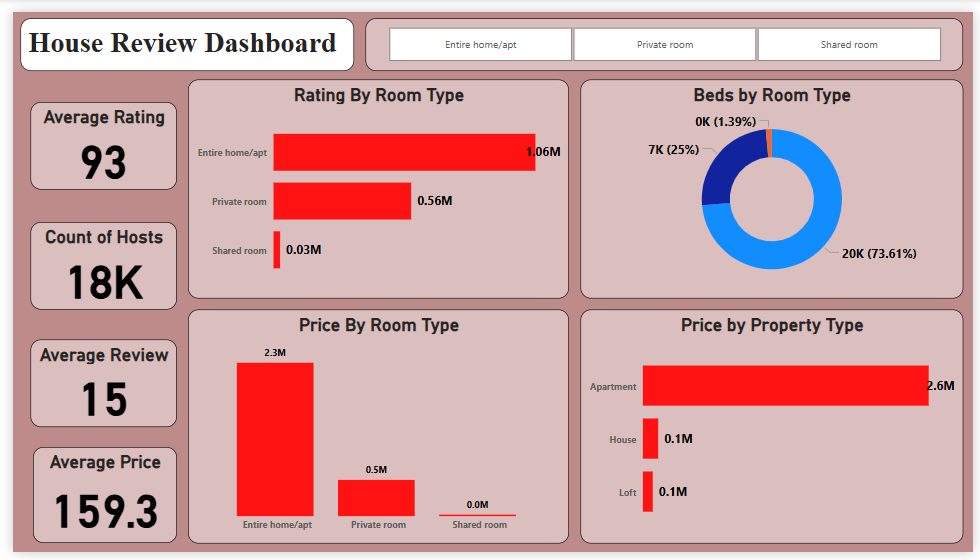 House Review Dashboard
Entire home/apt
Private room
Shared room
Average Rating
93
Count of Hosts
18K
Average Review
15
Average Price
159.3
Rating By Room Type
Entire home/apt
1.06M
Private room
0.56M
Shared room
0.03M
Beds by Room Type
0K (1.39%)
7K (25%)
20K (73.61%)
Price By Room Type
2.3M
0.5M
0.0M
Entire home/apt
Private room
Shared room
Price by Property Type
Apartment
2.6M
House
0.1M
Loft
0.1M